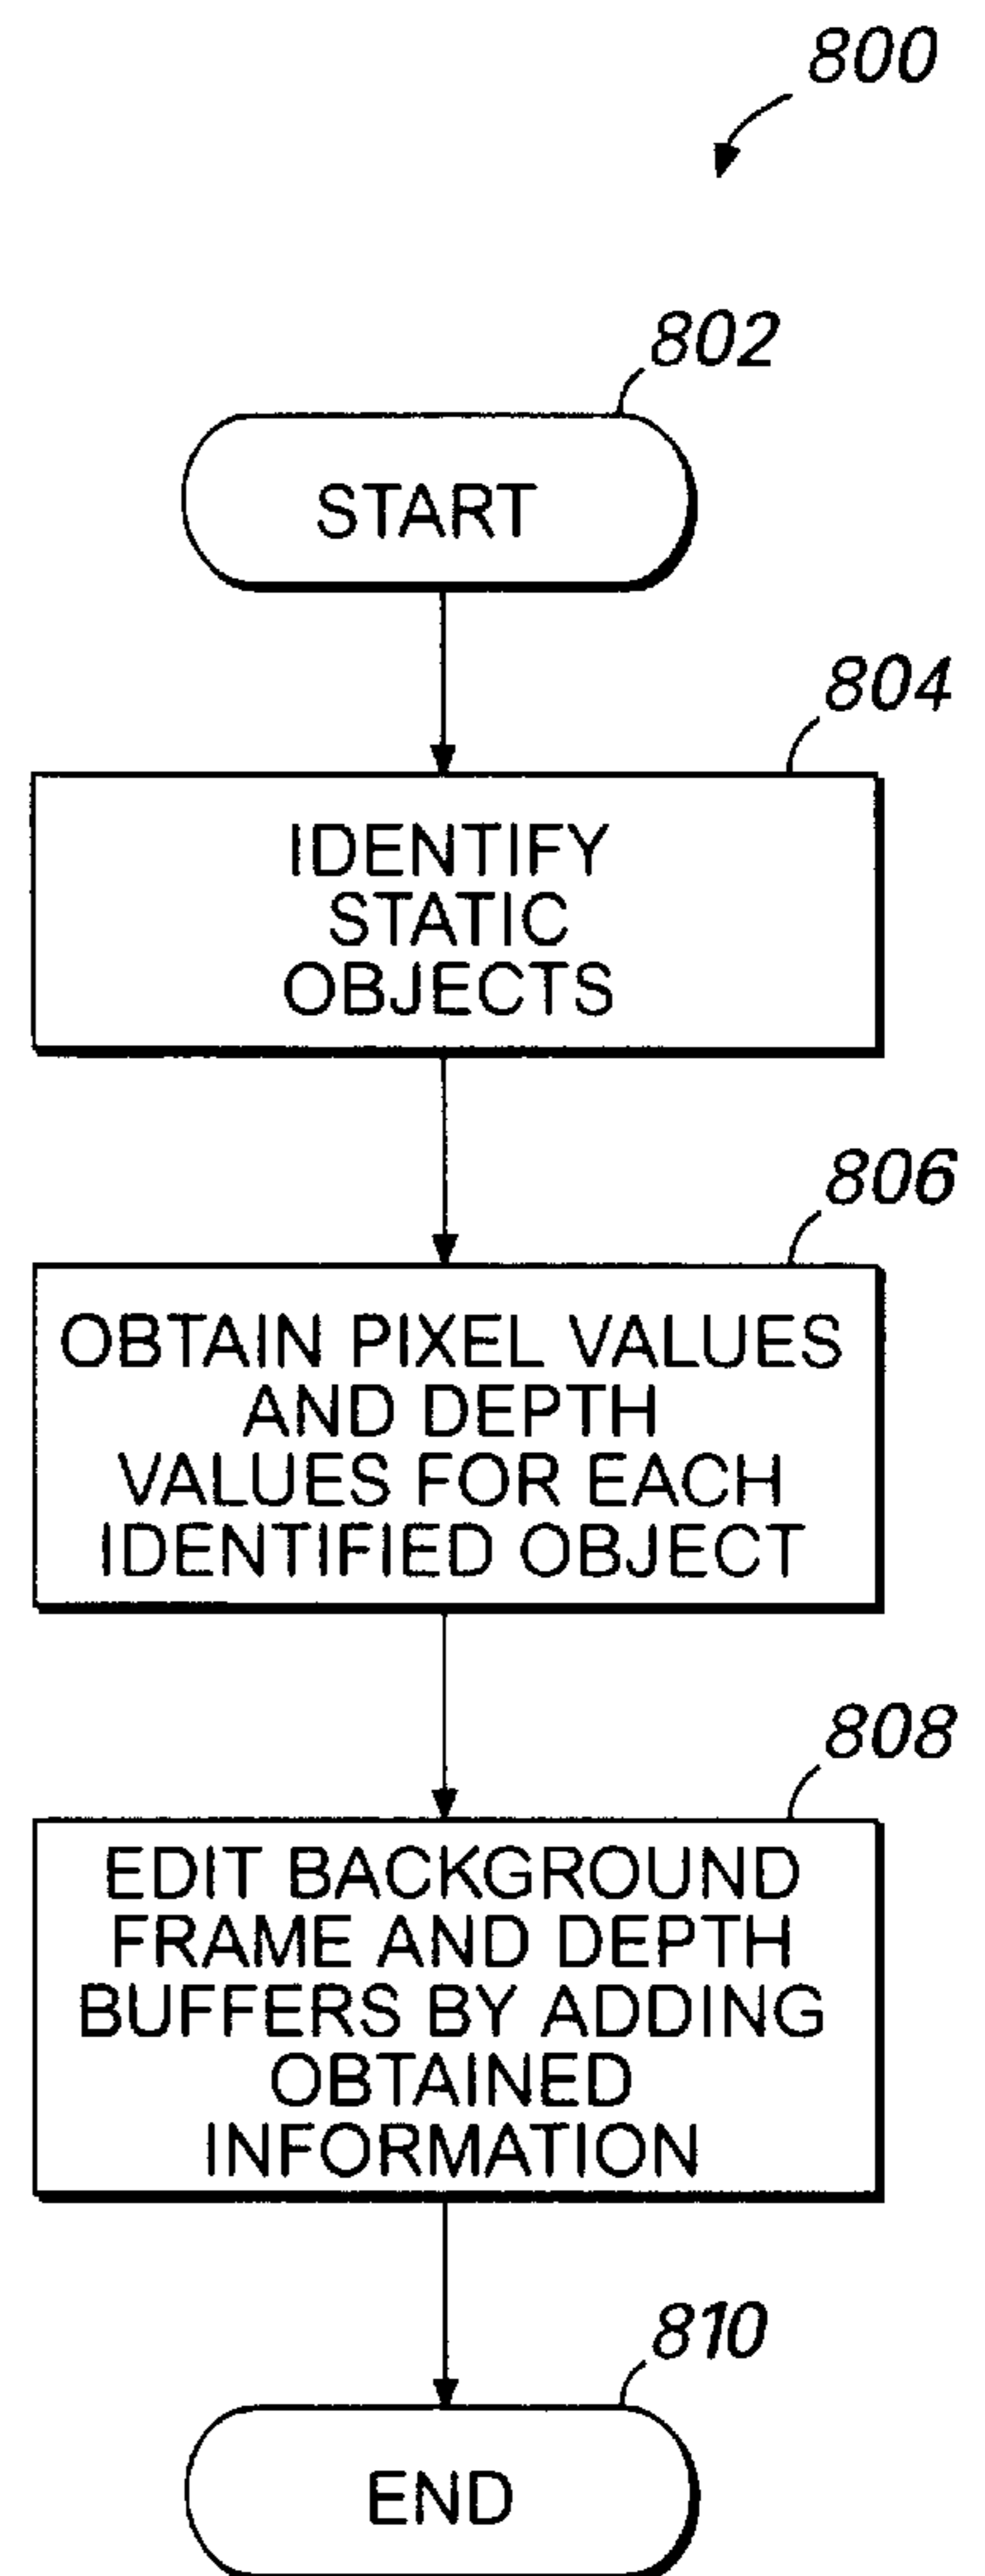 800
802
START
804
IDENTIFY
STATIC
OBJECTS
806
OBTAIN PIXEL VALUES
AND DEPTH
VALUES FOR EACH
IDENTIFIED OBJECT
808
EDIT BACKGROUND
FRAME AND DEPTH
BUFFERS BY ADDING
OBTAINED
INFORMATION
810
END